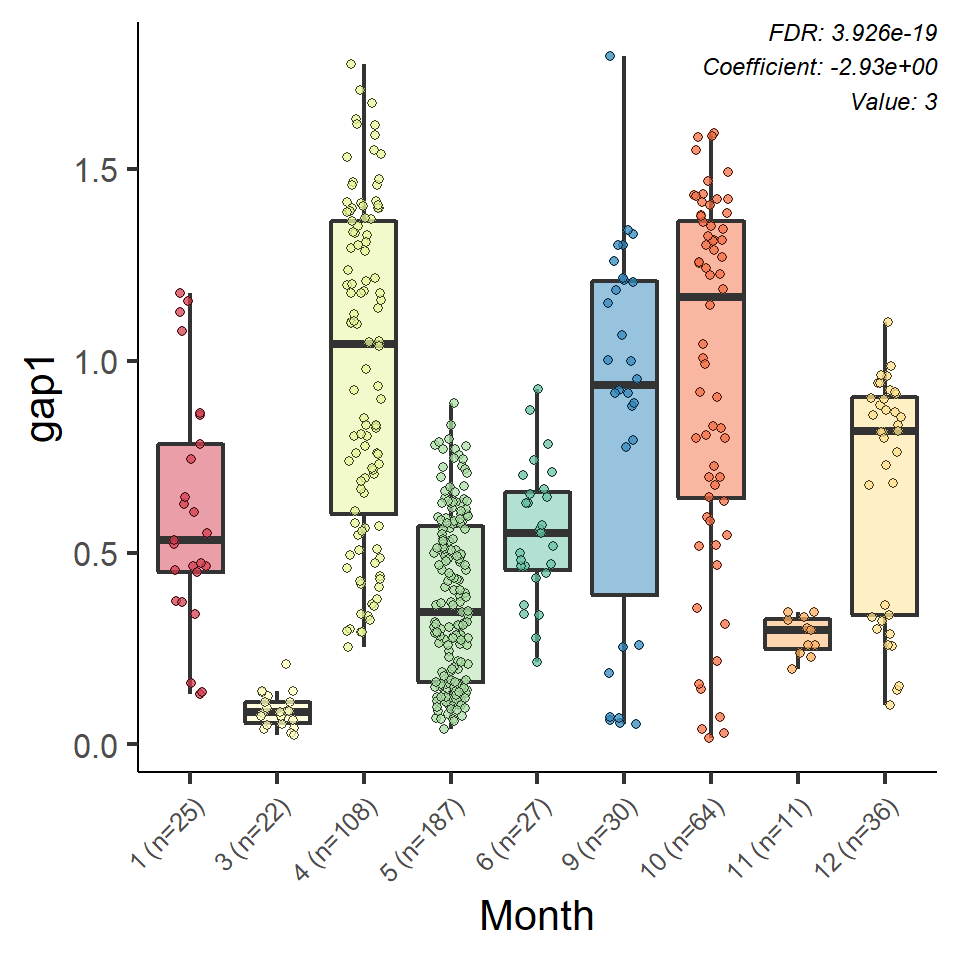 FDR: 3.926e-19
Coefficient: -2.93e+00
Value: 3
gap1
1.5
1.0
0.5
0.0
1 (n=25)
3 (n=22)
4 (n=108)
5 (n=187)
6 (n=27)
9 (n=30)
10 (n=64)
11 (n=11)
12 (n=36)
Month